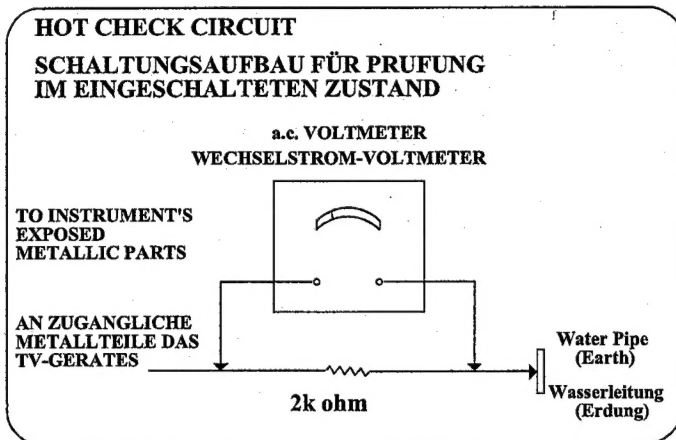 HOT CHECK CIRCUIT
SCHALTUNGSAUFBAU FÜR PRUFUNG
IM EINGESCHALTETEN ZUSTAND
a.c. VOLTMETER
WECHSELSTROM-VOLTMETER
TO INSTRUMENT'S
EXPOSED
METALLIC PARTS
AN ZUGANGLICHE
METALLTEILE DAS
TV-GERATES
2k ohm
Water Pipe
(Earth)
Wasserleitung
(Erdung)